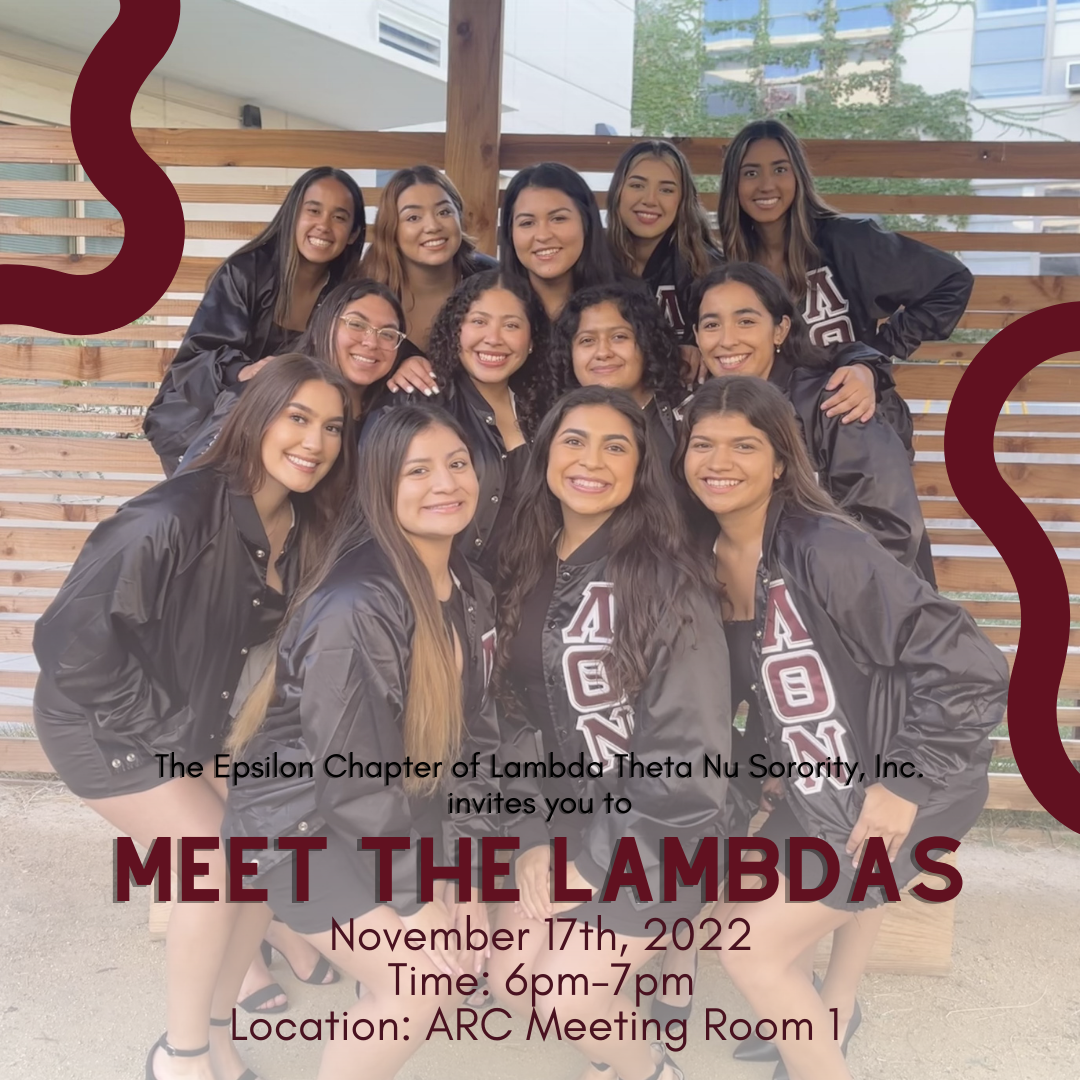 Λ
Θ
Λ
Λ
Θ
Ν
Λ
Θ
Ν
The Epsilon Chapter of Lambda Theta Nu Sorority, Inc.
invites you to
MEET THE LAMBDAS
November 17th, 2022
Time: 6pm-7pm
Location: ARC Meeting Room 1